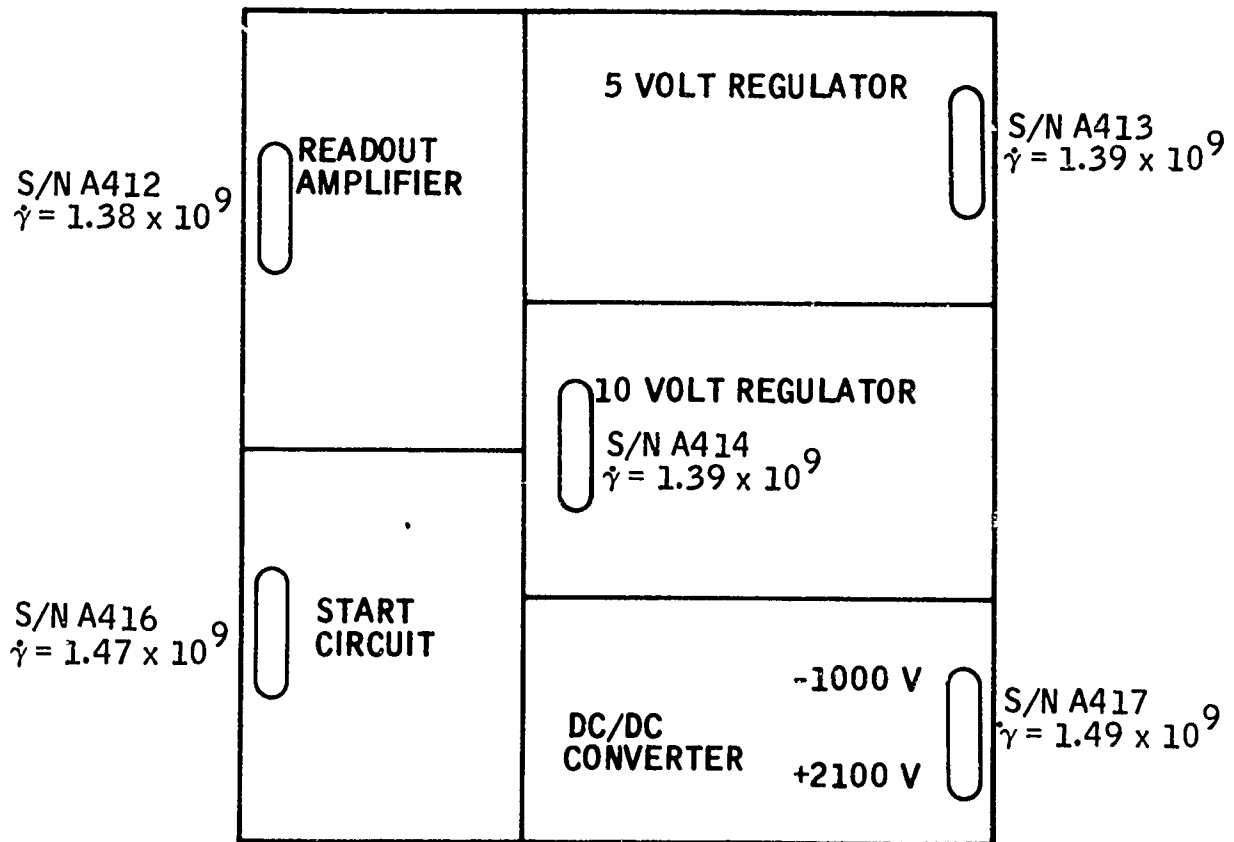 READOUT
AMPLIFIER
S/N A412
γ̇ = 1.38 x 10⁹
5 VOLT REGULATOR
S/N A413
γ̇ = 1.39 x 10⁹
10 VOLT REGULATOR
S/N A414
γ̇ = 1.39 x 10⁹
START
CIRCUIT
S/N A416
γ̇ = 1.47 x 10⁹
DC/DC
CONVERTER
-1000 V
+2100 V
S/N A417
γ̇ = 1.49 x 10⁹